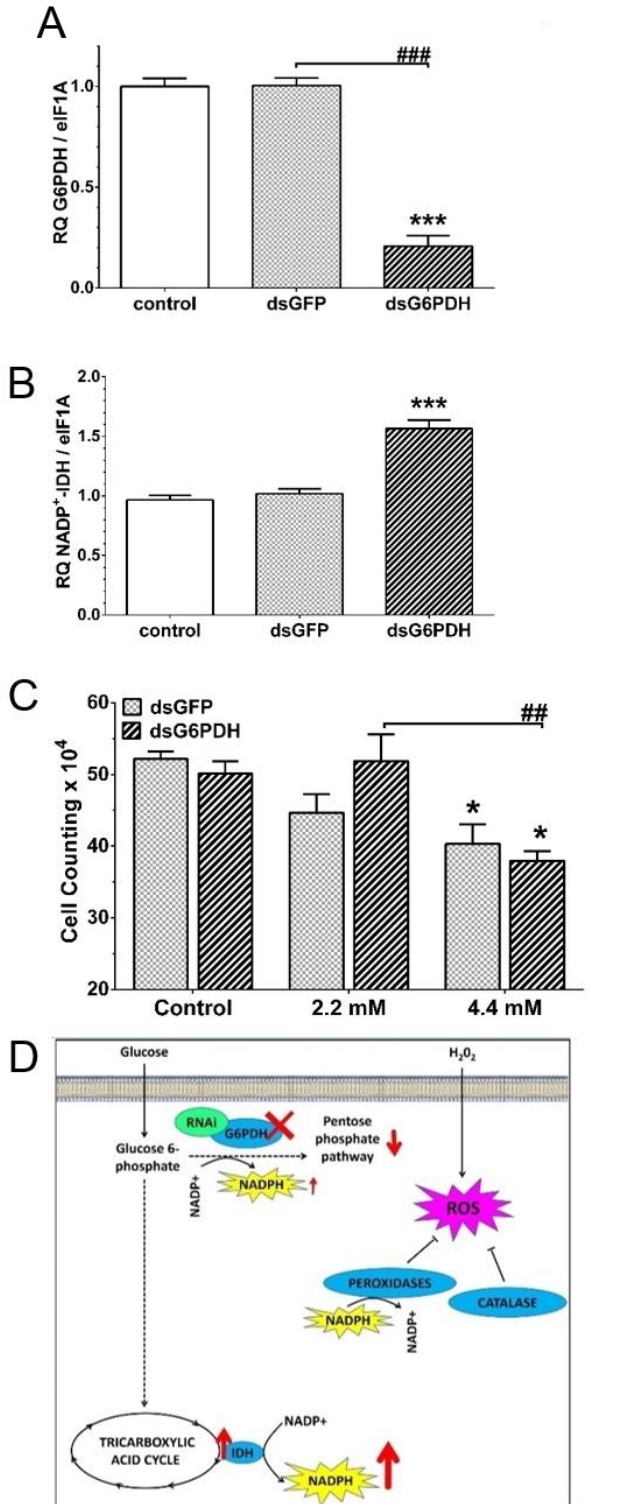 A
RQ G6PDH / eIF1A
1.0
0.5
0.0
###
***
control
dsGFP
dsG6PDH
B
RQ NADP⁺-IDH / eIF1A
2.0
1.5
1.0
0.5
0.0
***
control
dsGFP
dsG6PDH
C
Cell Counting x 10⁴
60
50
40
30
20
dsGFP
dsG6PDH
##
*
*
Control
2.2 mM
4.4 mM
D
Glucose
H₂0₂
RNAi
G6PDH
Pentose
phosphate
pathway
Glucose 6-
phosphate
NADP+
NADPH
ROS
PEROXIDASES
CATALASE
NADPH
NADP+
TRICARBOXYLIC
ACID CYCLE
IDH
NADP+
NADPH